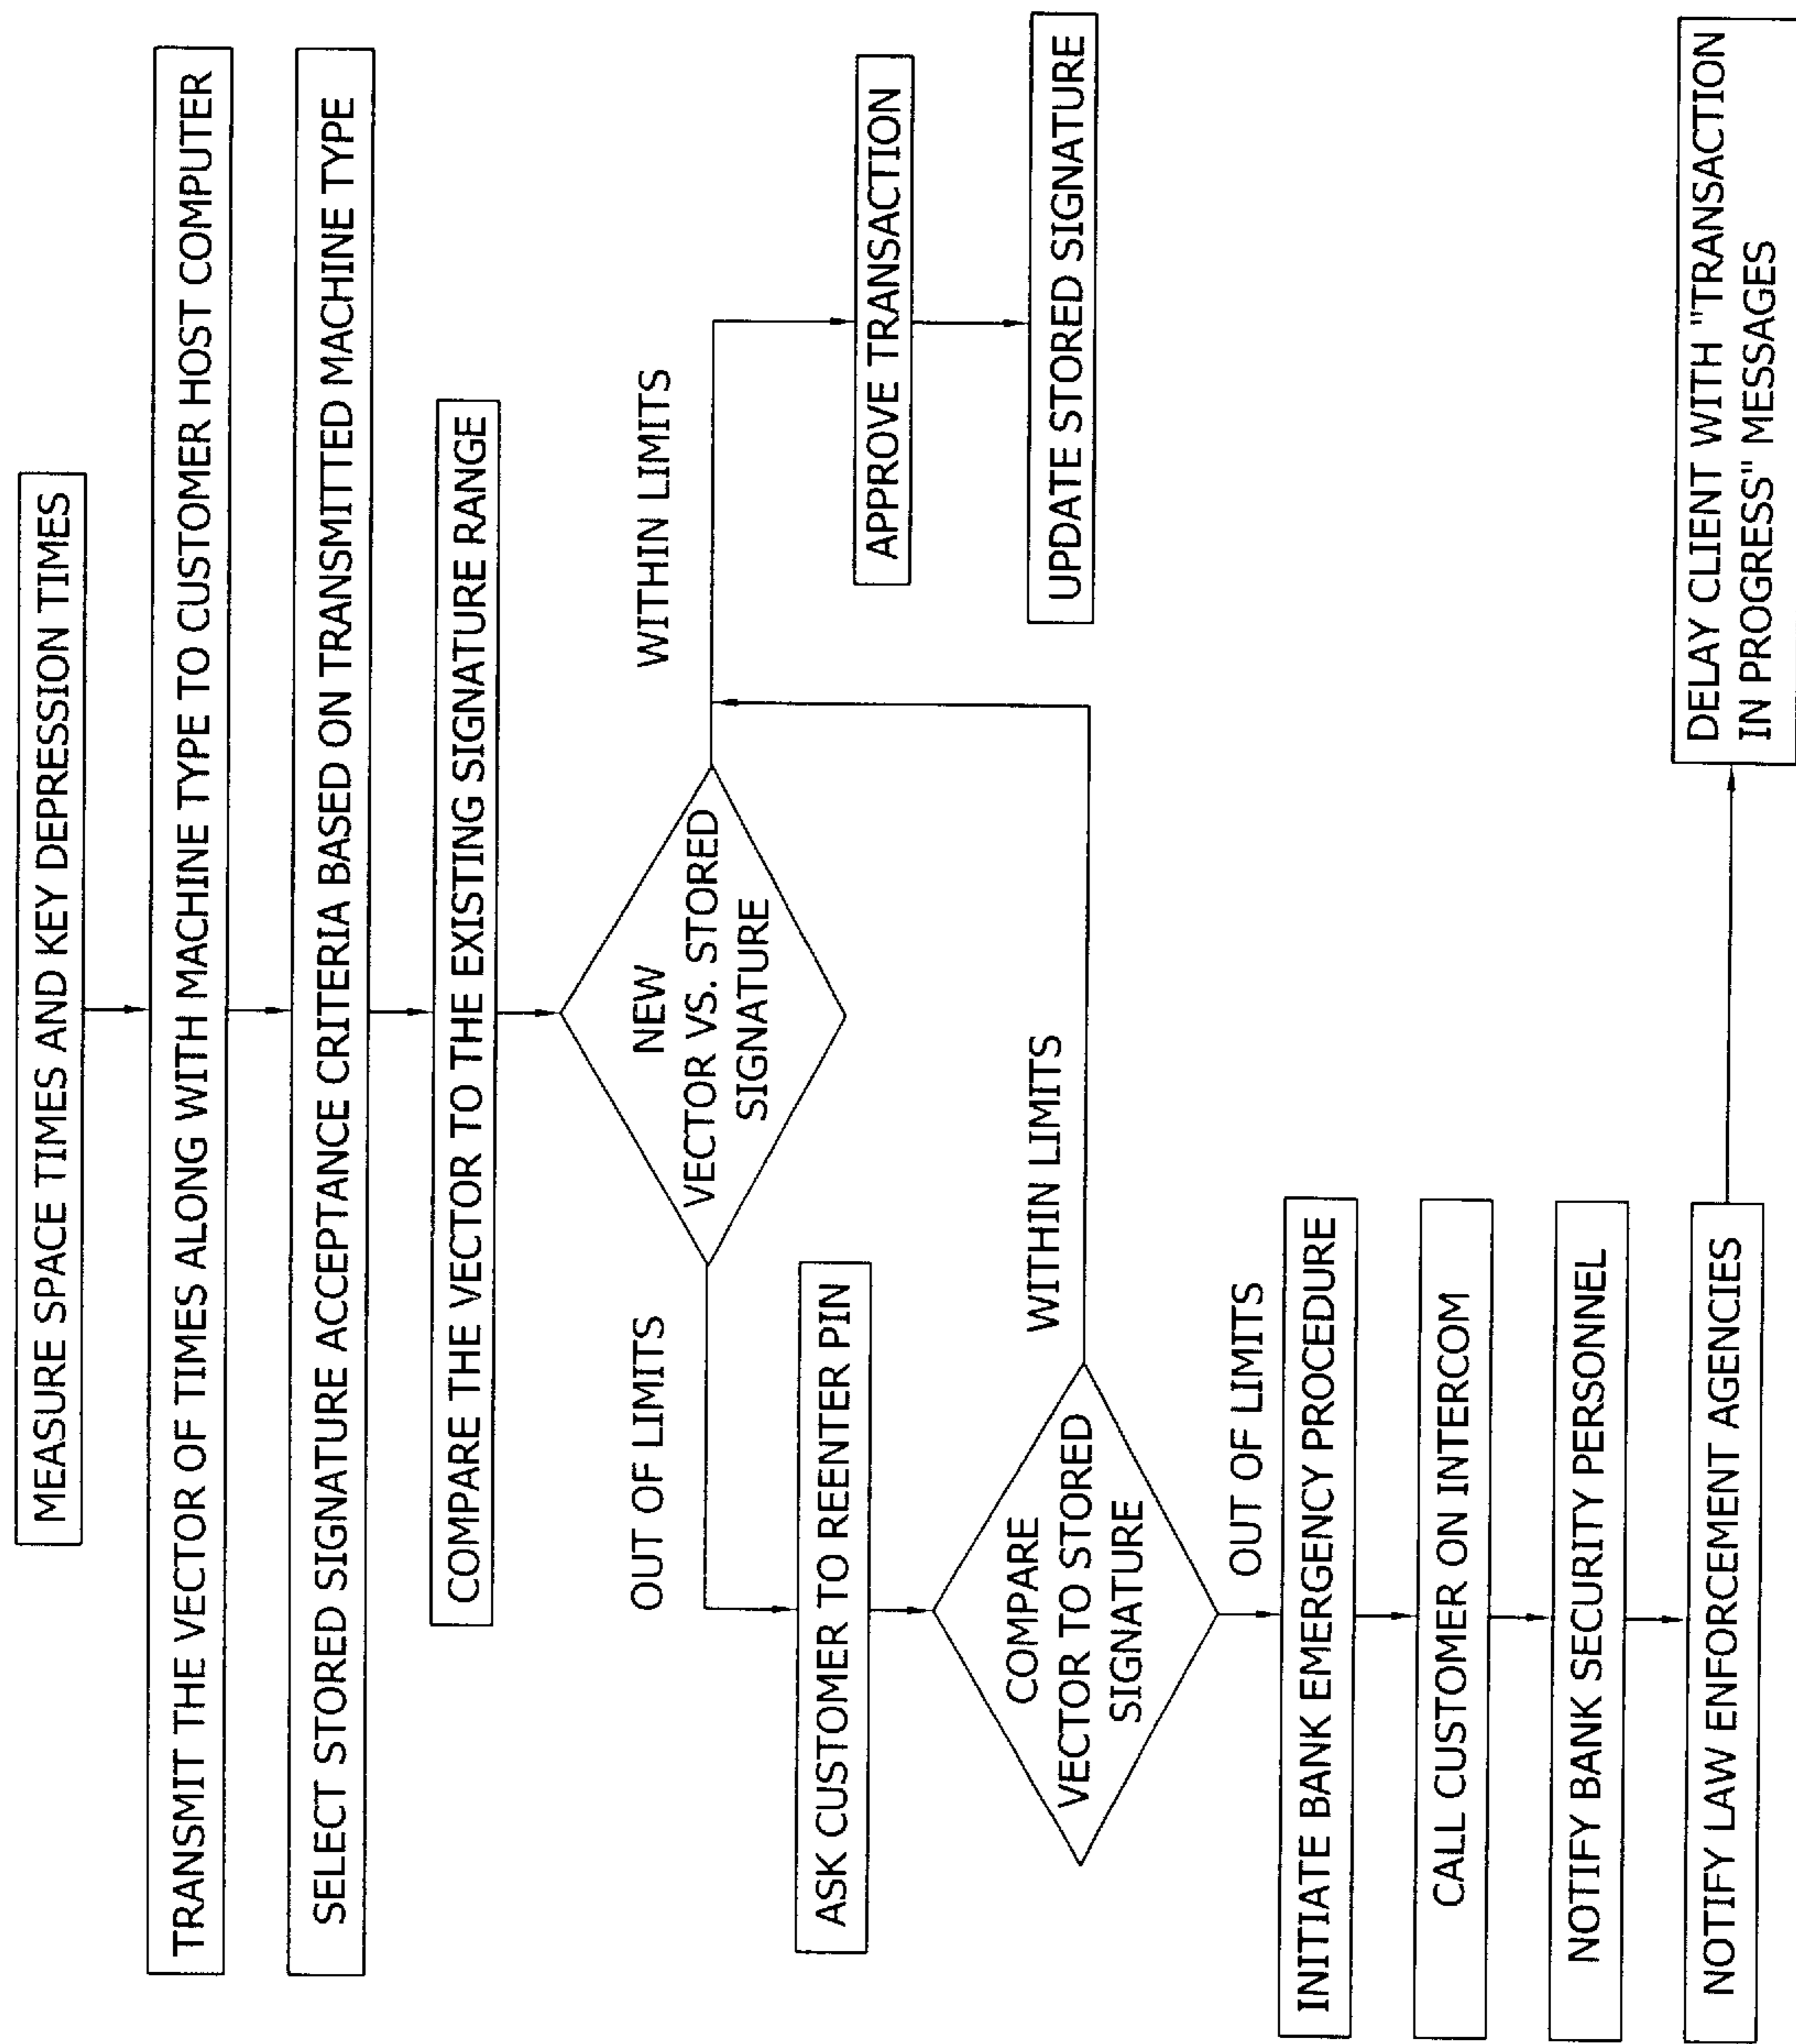 MEASURE SPACE TIMES AND KEY DEPRESSION TIMES
TRANSMIT THE VECTOR OF TIMES ALONG WITH MACHINE TYPE TO CUSTOMER HOST COMPUTER
SELECT STORED SIGNATURE ACCEPTANCE CRITERIA BASED ON TRANSMITTED MACHINE TYPE
COMPARE THE VECTOR TO THE EXISTING SIGNATURE RANGE
NEW
VECTOR VS. STORED
SIGNATURE
OUT OF LIMITS
WITHIN LIMITS
ASK CUSTOMER TO REENTER PIN
APPROVE TRANSACTION
UPDATE STORED SIGNATURE
COMPARE
VECTOR TO STORED
SIGNATURE
WITHIN LIMITS
OUT OF LIMITS
INITIATE BANK EMERGENCY PROCEDURE
CALL CUSTOMER ON INTERCOM
NOTIFY BANK SECURITY PERSONNEL
NOTIFY LAW ENFORCEMENT AGENCIES
DELAY CLIENT WITH "TRANSACTION
IN PROGRESS" MESSAGES